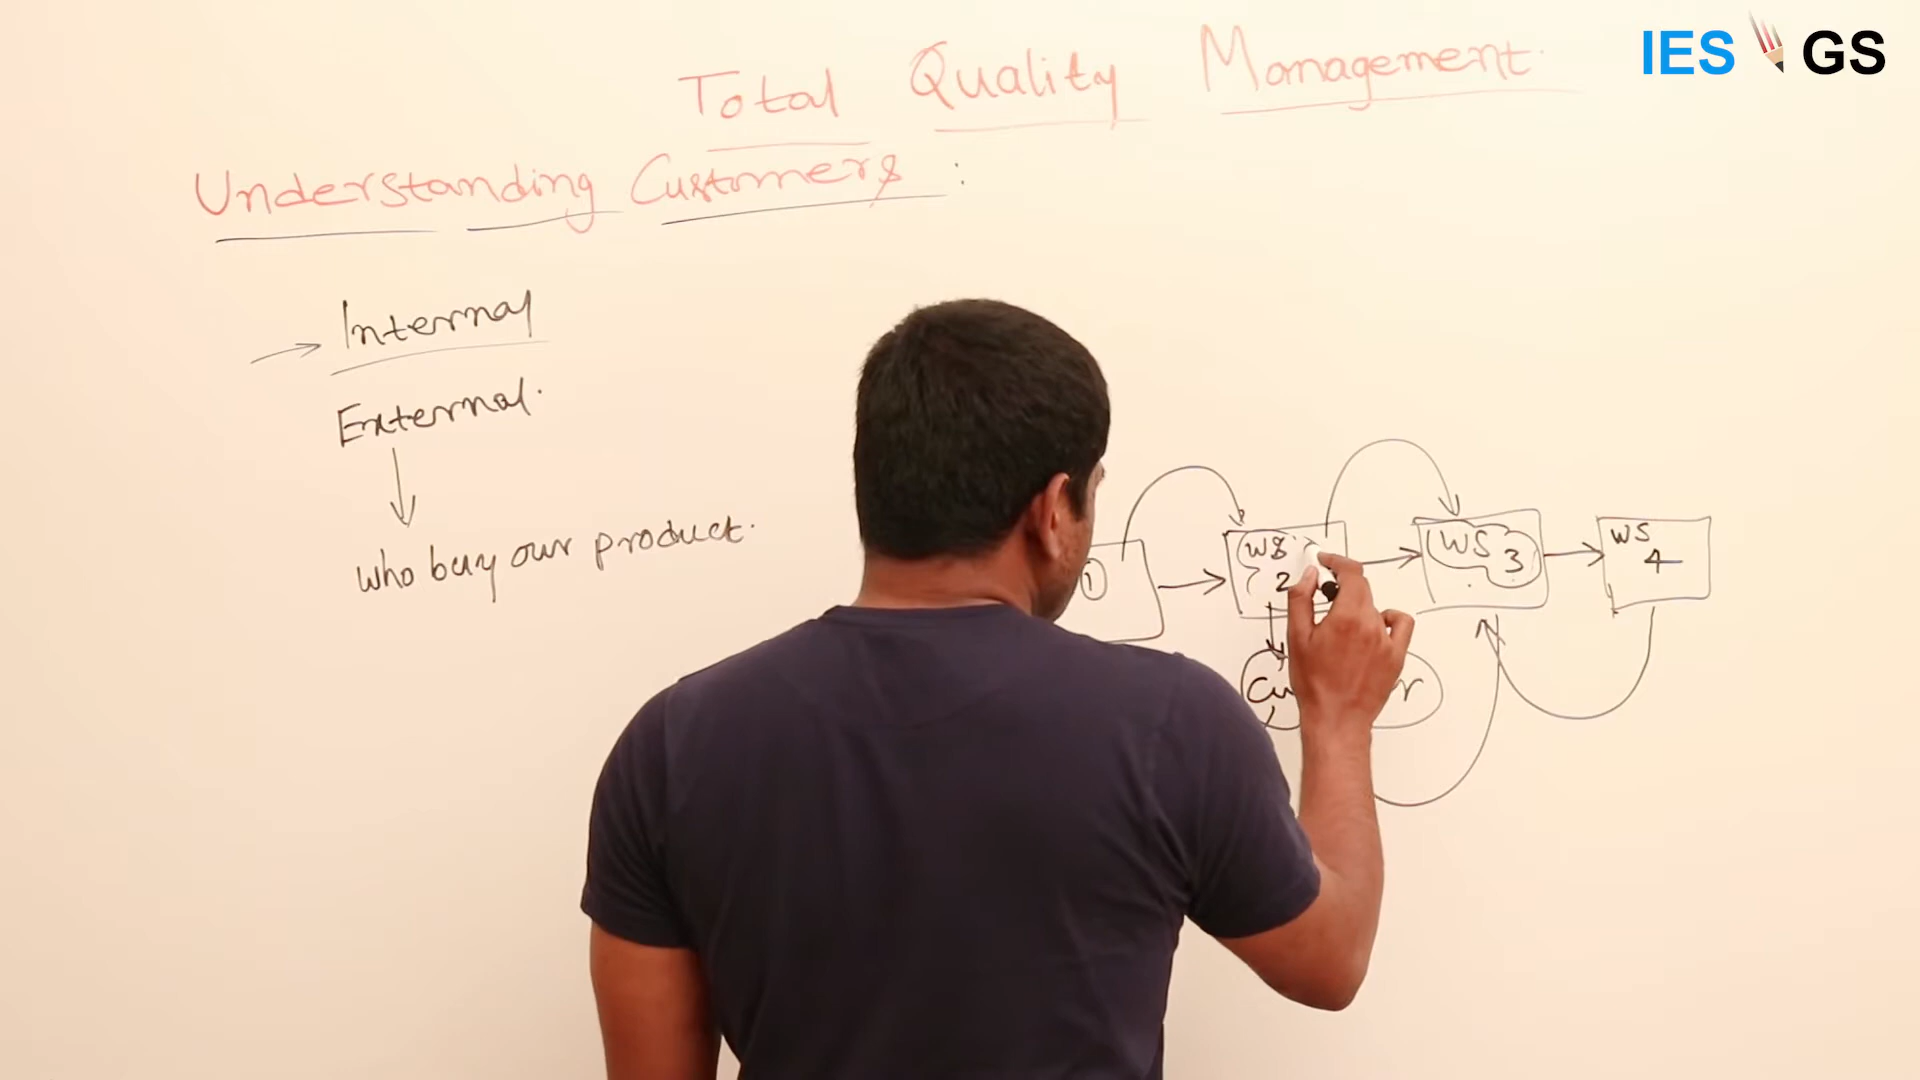 IES GS
Total Quality Management
Understanding Customers :
Internal
External.
who buy our product.
1
WS
2
WS 3
WS
4